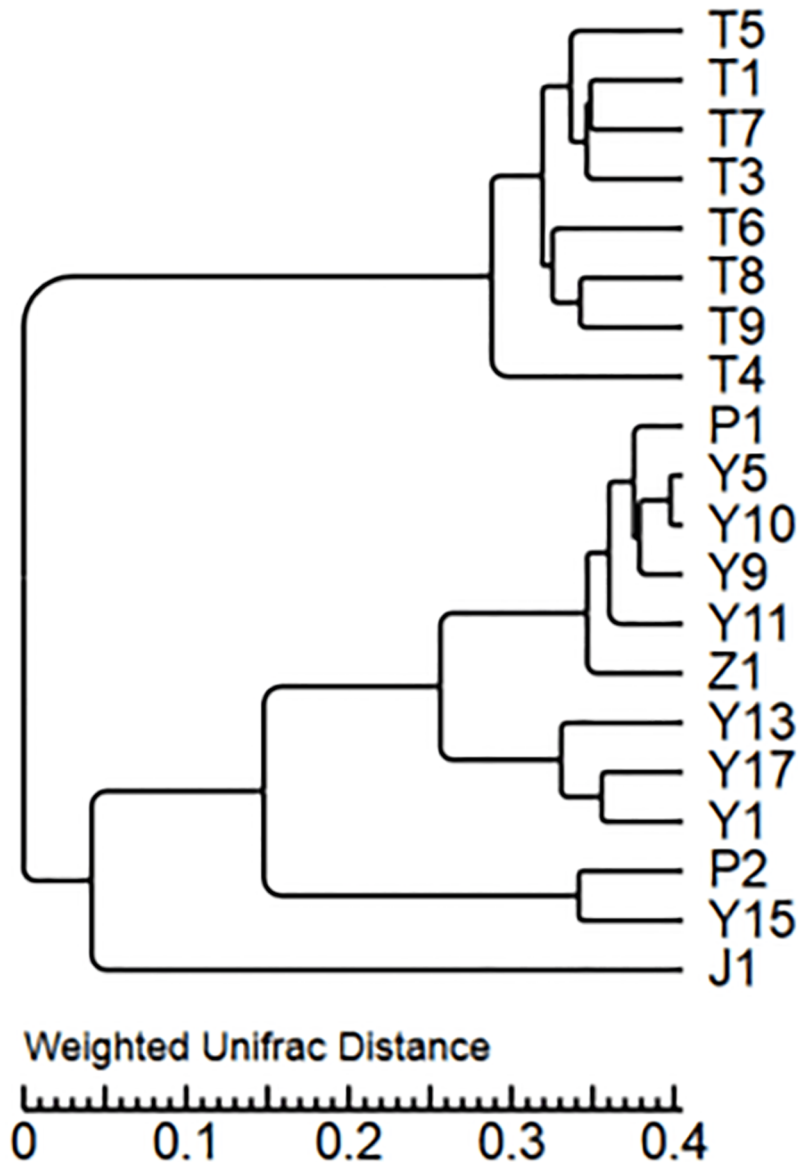 T5
T1
T7
T3
T6
T8
T9
T4
P1
Y5
Y10
Y9
Y11
Z1
Y13
Y17
Y1
P2
Y15
J1
Weighted Unifrac Distance
0 0.1 0.2 0.3 0.4